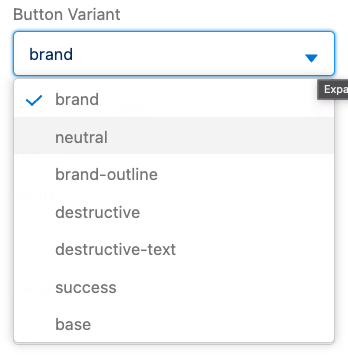 Button Variant
brand
Expa
brand
neutral
brand-outline
destructive
destructive-text
success
base